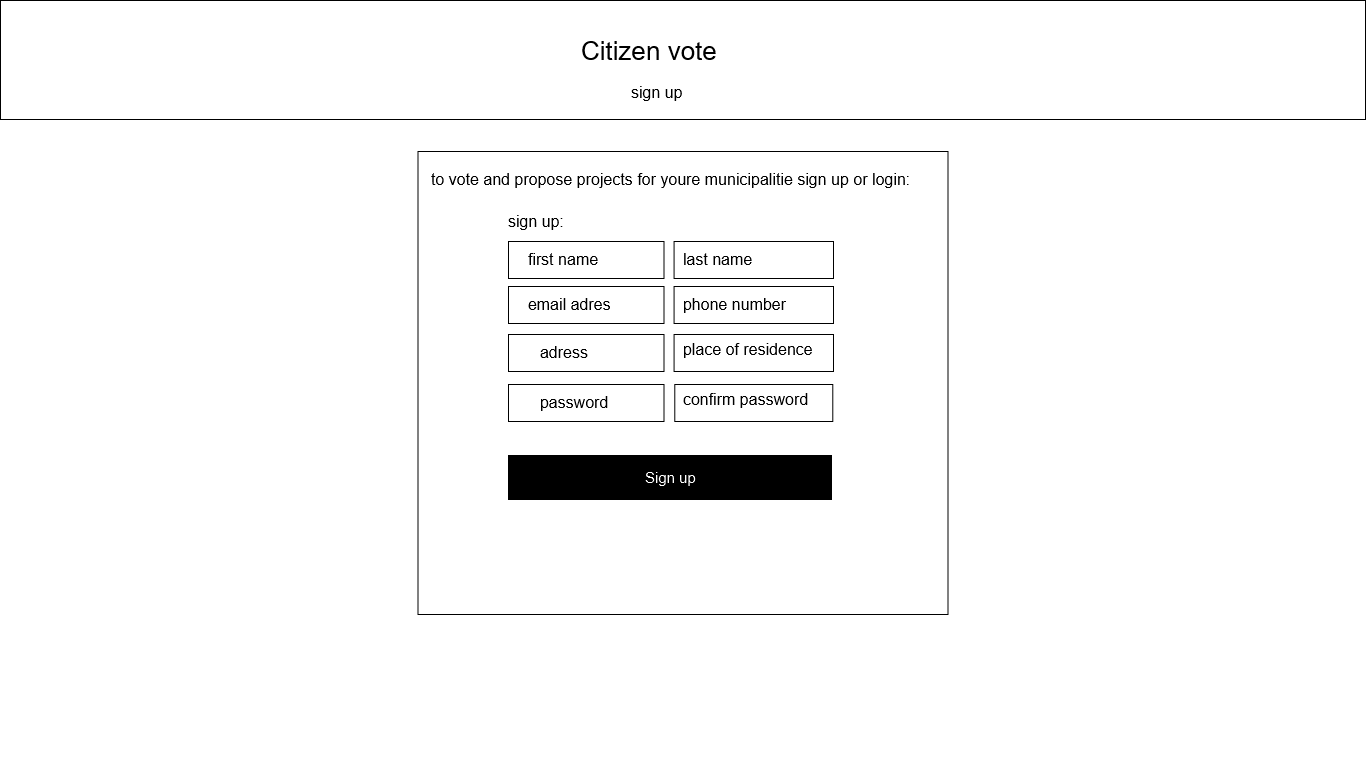 Citizen vote
sign up
to vote and propose projects for youre municipalitie sign up or login:
sign up:
first name last name
email adres phone number
adress place of residence
password confirm password
Sign up